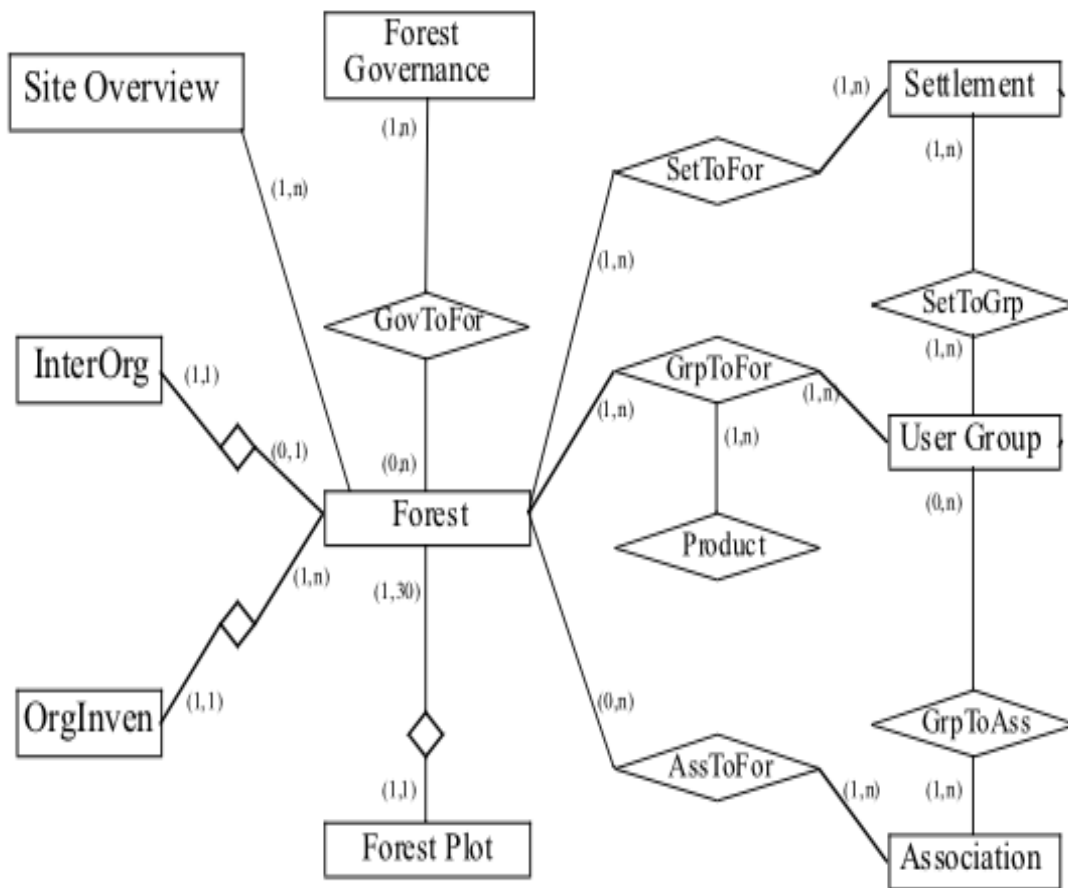 Forest
Governance
Site Overview
Settlement
(1,n)
(1,n)
(1,n)
SetToFor
(1,n)
(1,n)
SetToGrp
GovToFor
(1,n)
InterOrg
(1,1)
GrpToFor
(1,n)
(1,n)
(1,n)
User Group
(0,1)
(1,n)
(0,n)
(0,n)
Forest
Product
(1,n)
(1,30)
OrgInven
(1,1)
(0,n)
GrpToAss
AssToFor
(1,1)
(1,n)
(1,n)
Forest Plot
Association